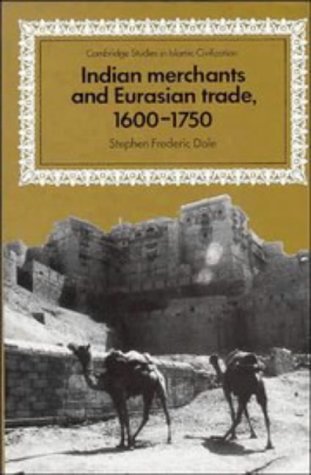 Cambridge Studies in Islamic Civilization
Indian merchants
and Eurasian trade,
1600–1750
Stephen Frederic Dale